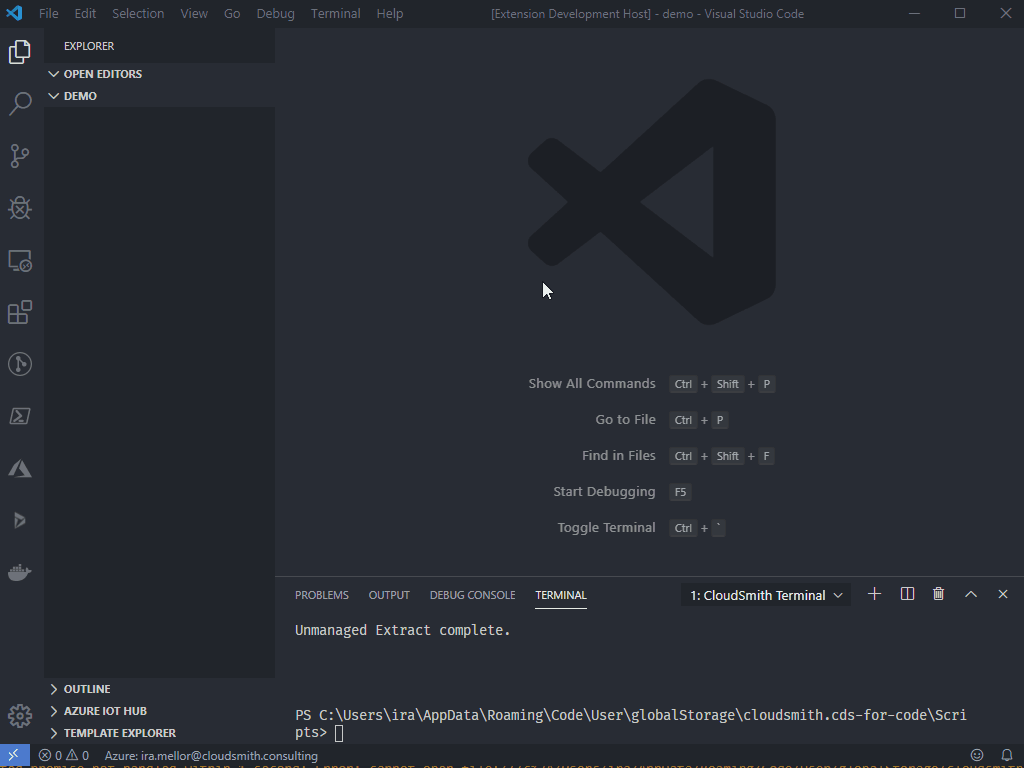 File Edit Selection View Go Debug Terminal Help [Extension Development Host] - demo - Visual Studio Code
EXPLORER
OPEN EDITORS
DEMO
Show All Commands Ctrl + Shift + P
Go to File Ctrl + P
Find in Files Ctrl + Shift + F
Start Debugging F5
Toggle Terminal Ctrl + `
PROBLEMS OUTPUT DEBUG CONSOLE TERMINAL 1: CloudSmith Terminal
Unmanaged Extract complete.
PS C:\Users\ira\AppData\Roaming\Code\User\globalStorage\cloudsmith.cds-for-code\Scri
pts>
OUTLINE
AZURE IOT HUB
TEMPLATE EXPLORER
0 0 Azure: ira.mellor@cloudsmith.consulting